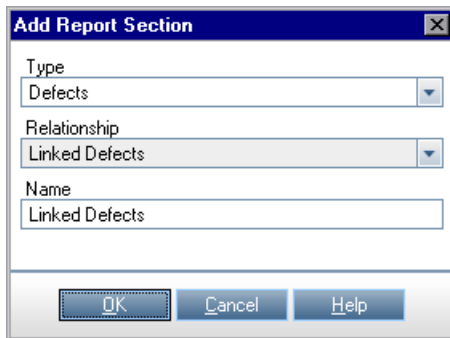 Add Report Section
Type
Defects
Relationship
Linked Defects
Name
Linked Defects
OK Cancel Help